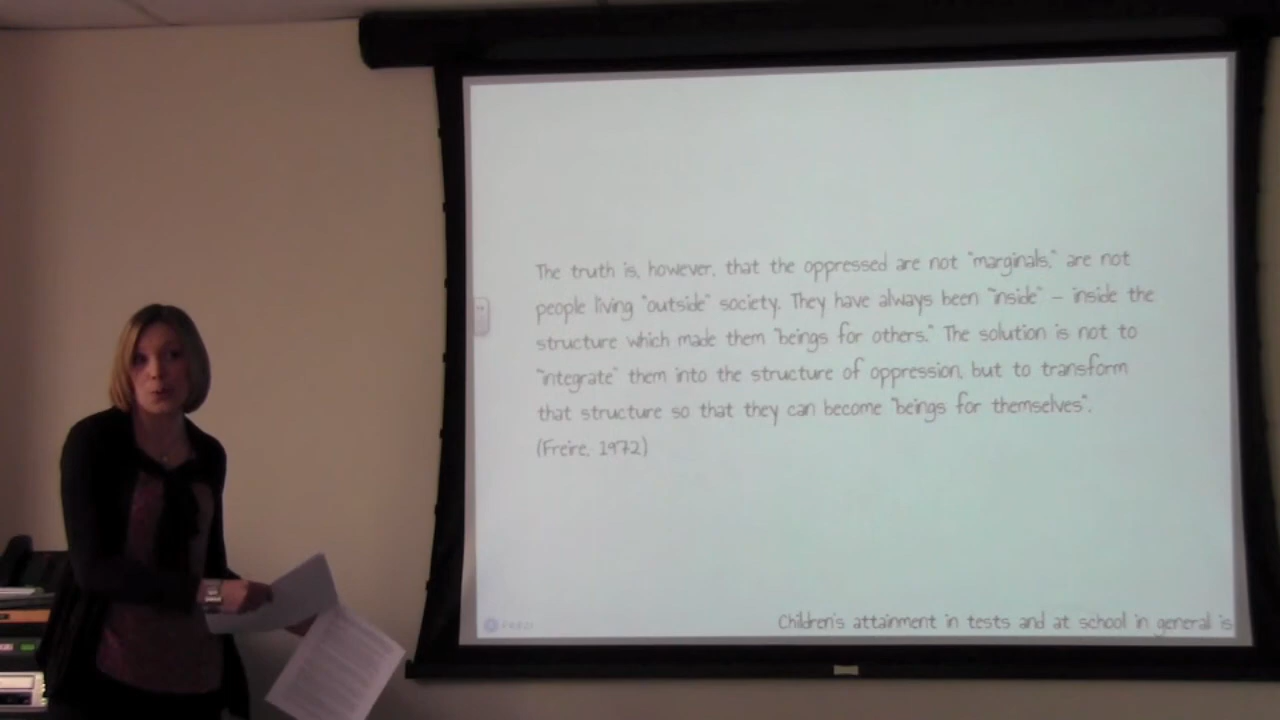 The truth is, however, that the oppressed are not "marginals," are not
people living "outside" society. They have always been "inside" – inside the
structure which made them "beings for others." The solution is not to
"integrate" them into the structure of oppression, but to transform
that structure so that they can become "beings for themselves".
(Freire, 1972)
Children's attainment in tests and at school in general is